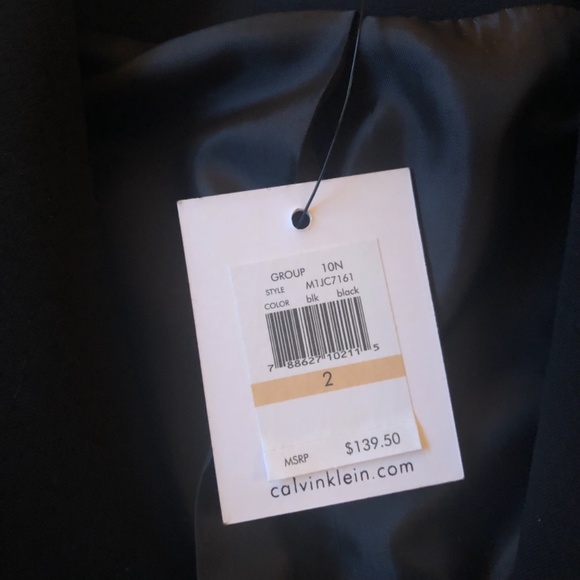 GROUP 10N
STYLE M1JC7161
COLOR blk black
7 88627 10211 5
2
MSRP $139.50
calvinklein.com